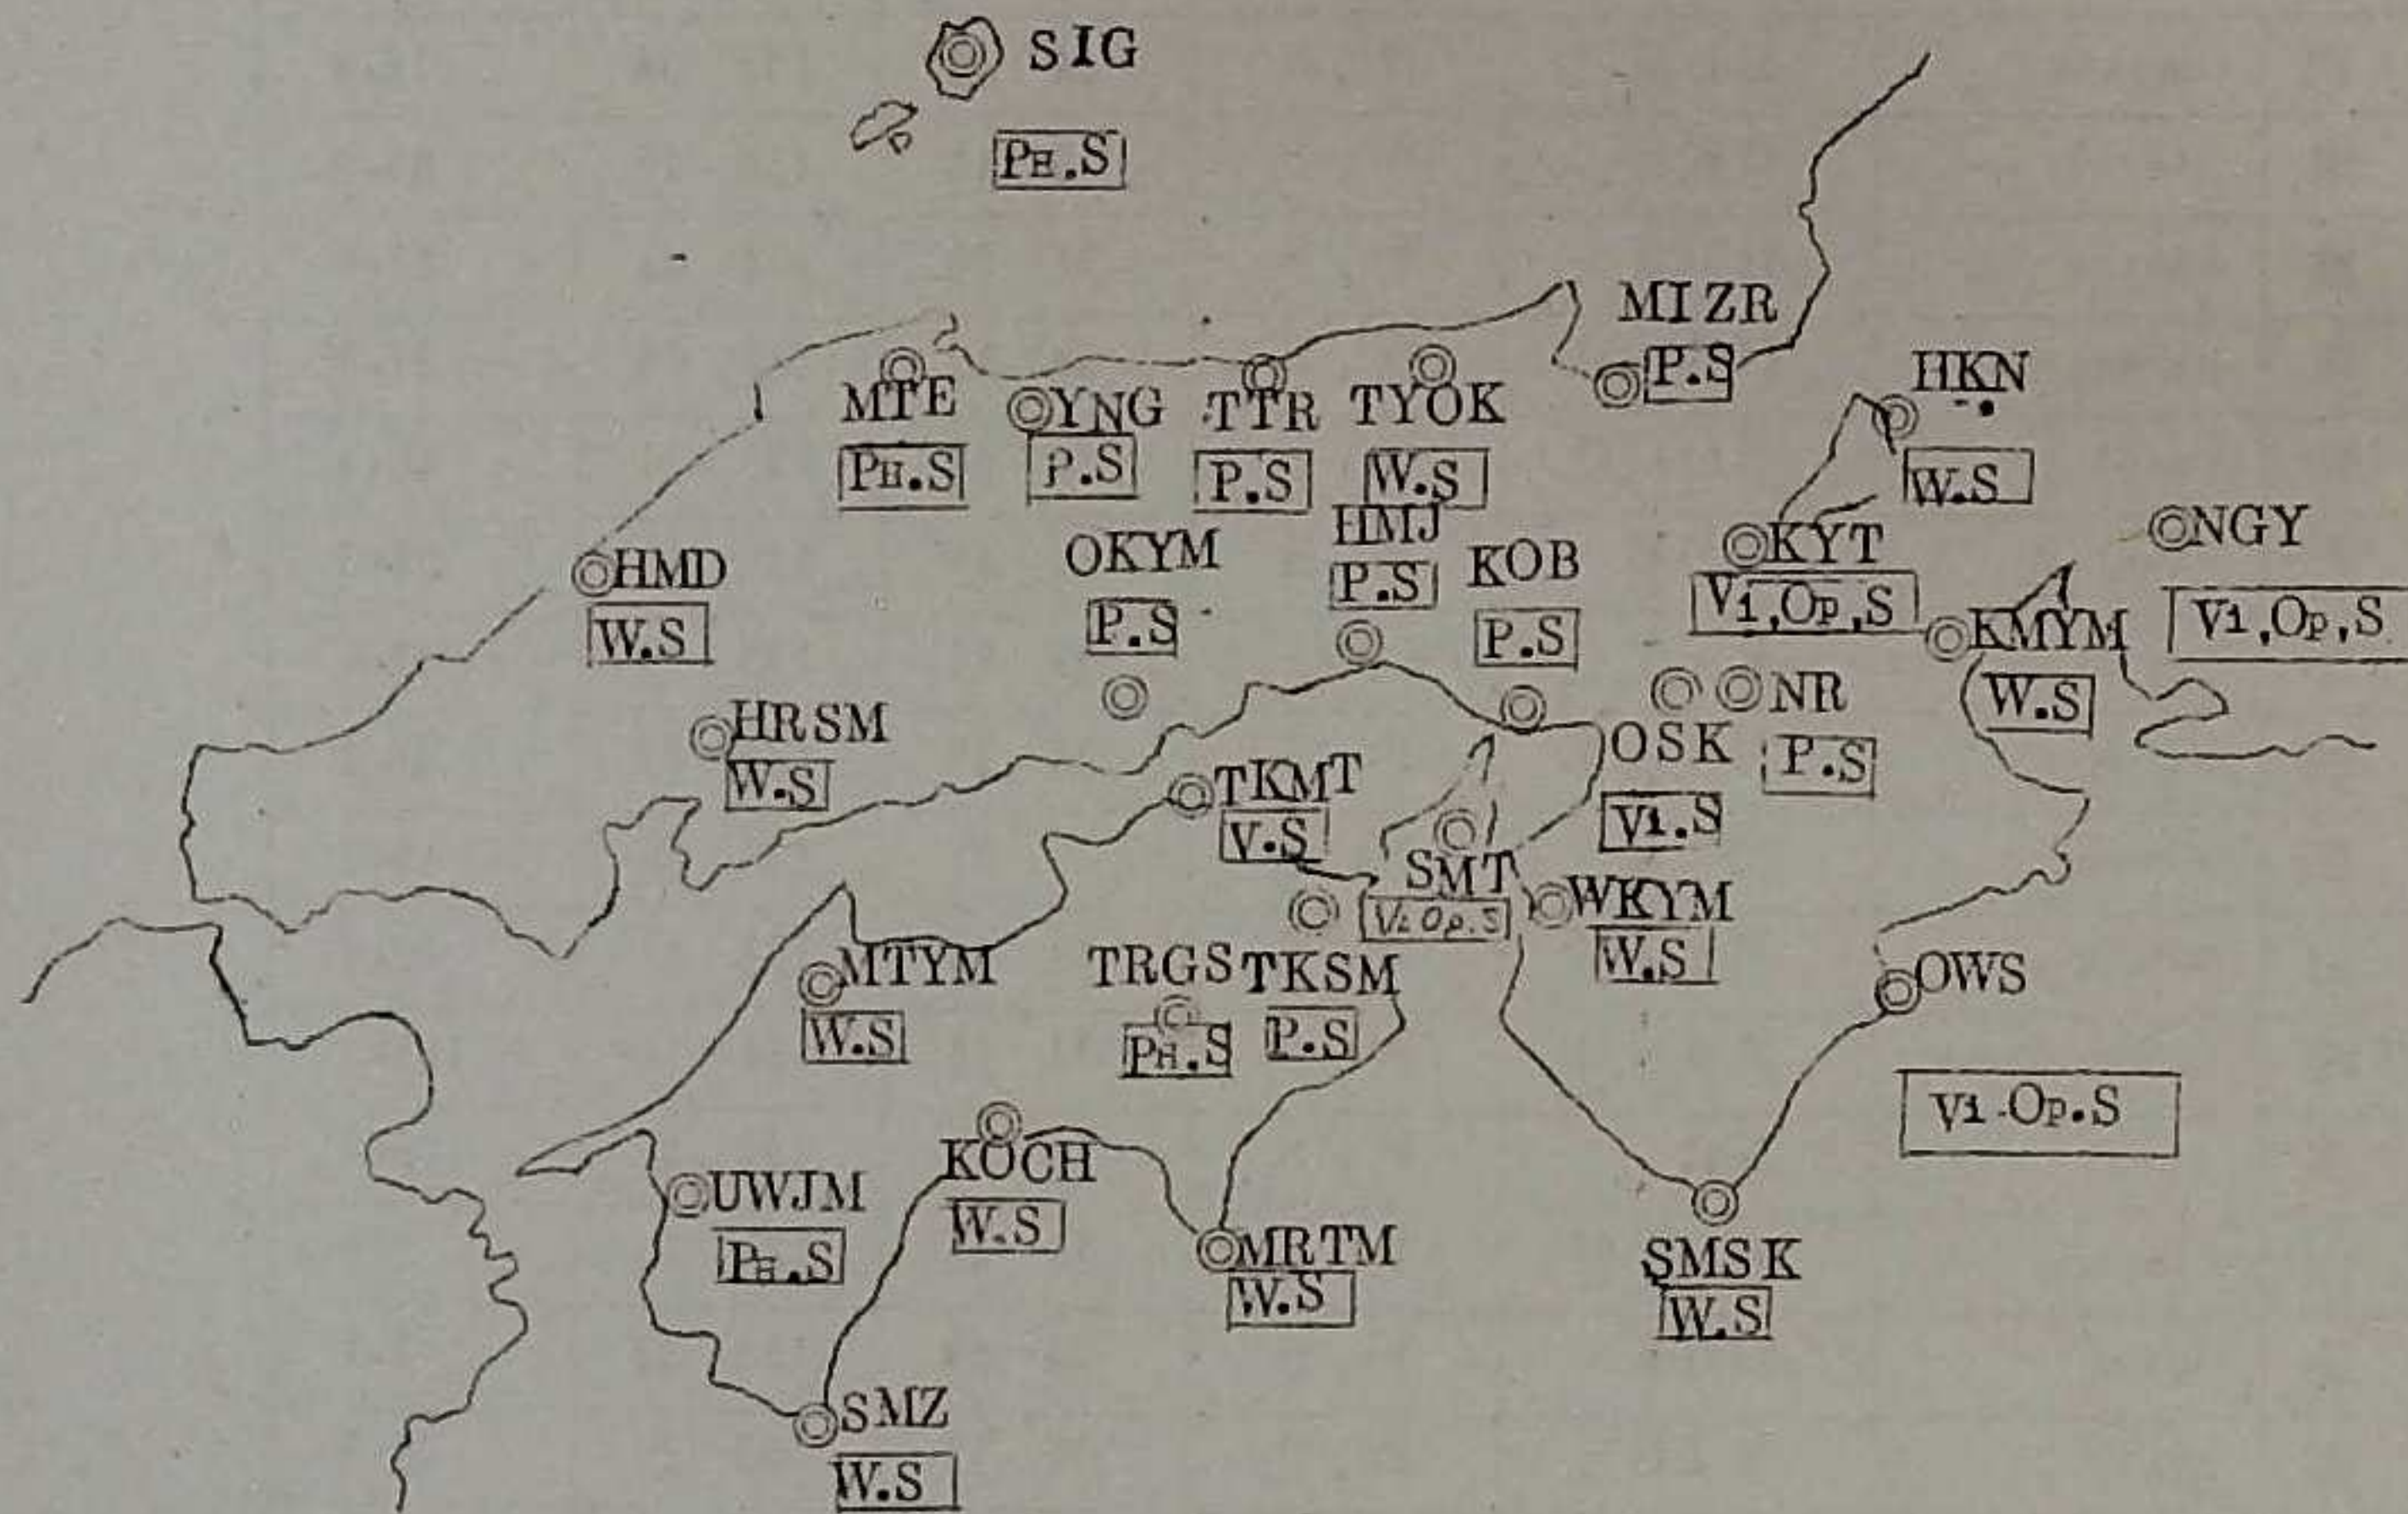 SIG
PH.S
MIZR
P.S
HKN
W.S
MTE
PH.S
YNG
P.S
TTR
P.S
TYOK
W.S
HMJ
P.S
OKYM
P.S
KOB
P.S
KYT
Vi,Op,S
NGY
Vi,Op,S
HMD
W.S
KMYM
W.S
HRSM
W.S
NR
P.S
OSK
Vi.S
TKMT
V.S
SMT
Vi Op.S
WKYM
W.S
MTYM
W.S
TRGS
PH.S
TKSM
P.S
OWS
Vi-Op.S
KOCH
W.S
UWJM
PH.S
MRTM
W.S
SMSK
W.S
SMZ
W.S